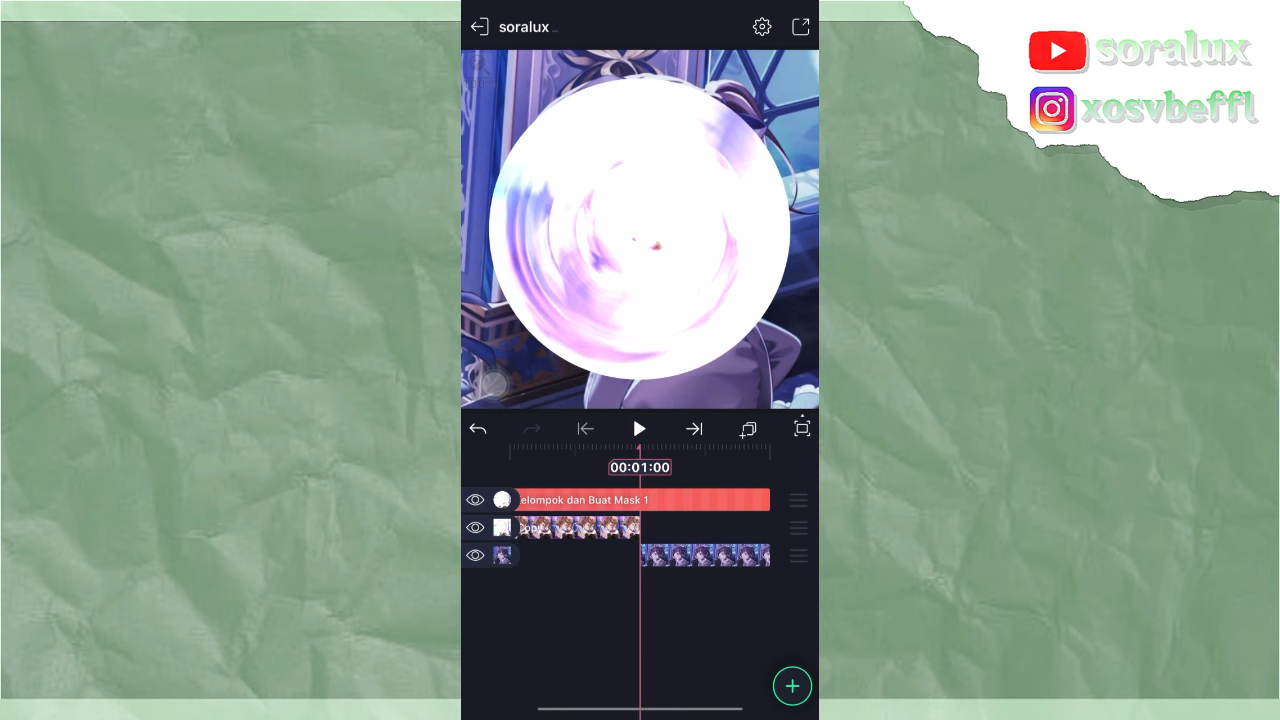 soralux
soralux
xosvbeffl
00:01:00
elompok dan Buat Mask 1